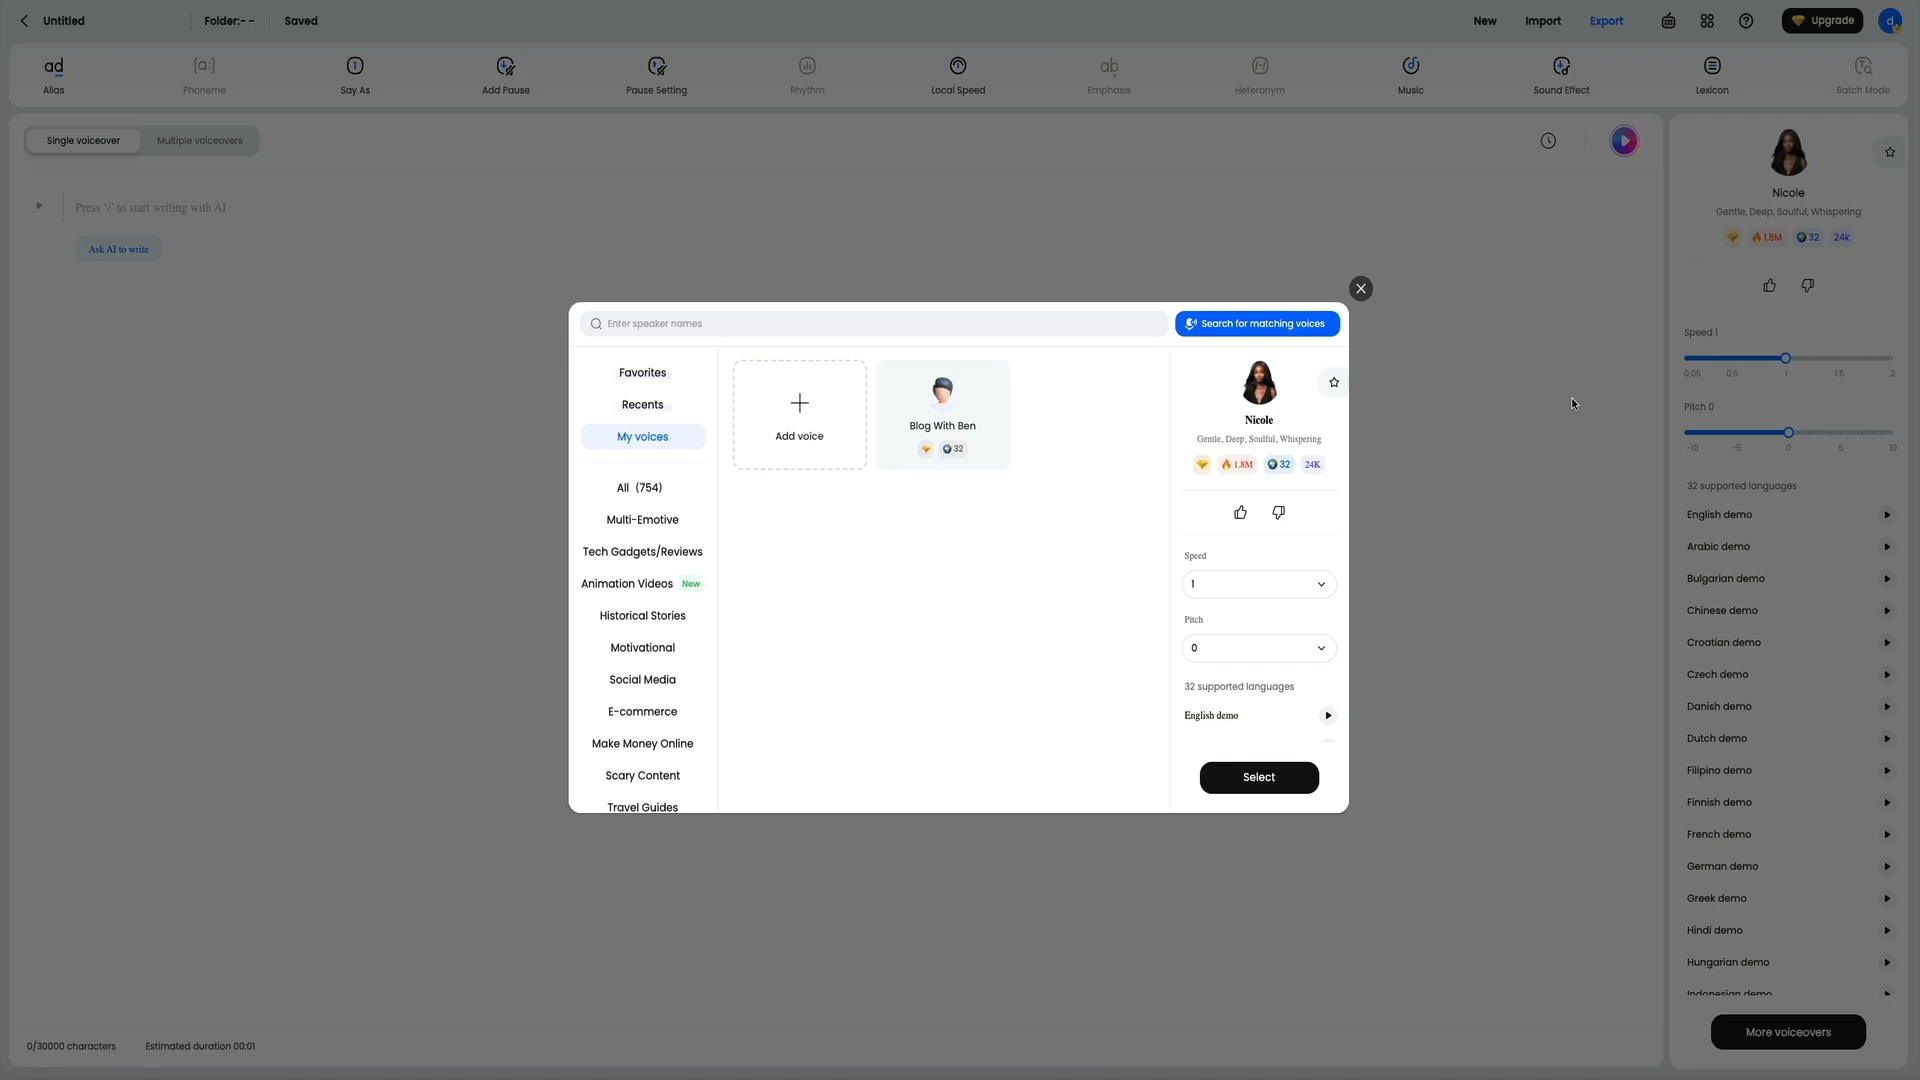 Untitled
Folder:- -
Saved
New
Import
Export
Upgrade
d
ad
Alias
[a:]
Phoneme
1
Say As
Add Pause
Pause Setting
Rhythm
Local Speed
ab
Emphasis
Heteronym
Music
Sound Effect
Lexicon
Batch Mode
Single voiceover
Multiple voiceovers
Press '/' to start writing with AI
Ask AI to write
Enter speaker names
Search for matching voices
Favorites
Recents
My voices
All (754)
Multi-Emotive
Tech Gadgets/Reviews
Animation Videos New
Historical Stories
Motivational
Social Media
E-commerce
Make Money Online
Scary Content
Travel Guides
Add voice
Blog With Ben
32
Nicole
Gentle, Deep, Soulful, Whispering
1.8M
32
24K
Speed
1
Pitch
0
32 supported languages
English demo
Select
Nicole
Gentle, Deep, Soulful, Whispering
1.8M
32
24k
Speed 1
0.05 0.5 1 1.5 2
Pitch 0
-10 -5 0 5 10
32 supported languages
English demo
Arabic demo
Bulgarian demo
Chinese demo
Croatian demo
Czech demo
Danish demo
Dutch demo
Filipino demo
Finnish demo
French demo
German demo
Greek demo
Hindi demo
Hungarian demo
Indonesian demo
More voiceovers
0/30000 characters
Estimated duration 00:01